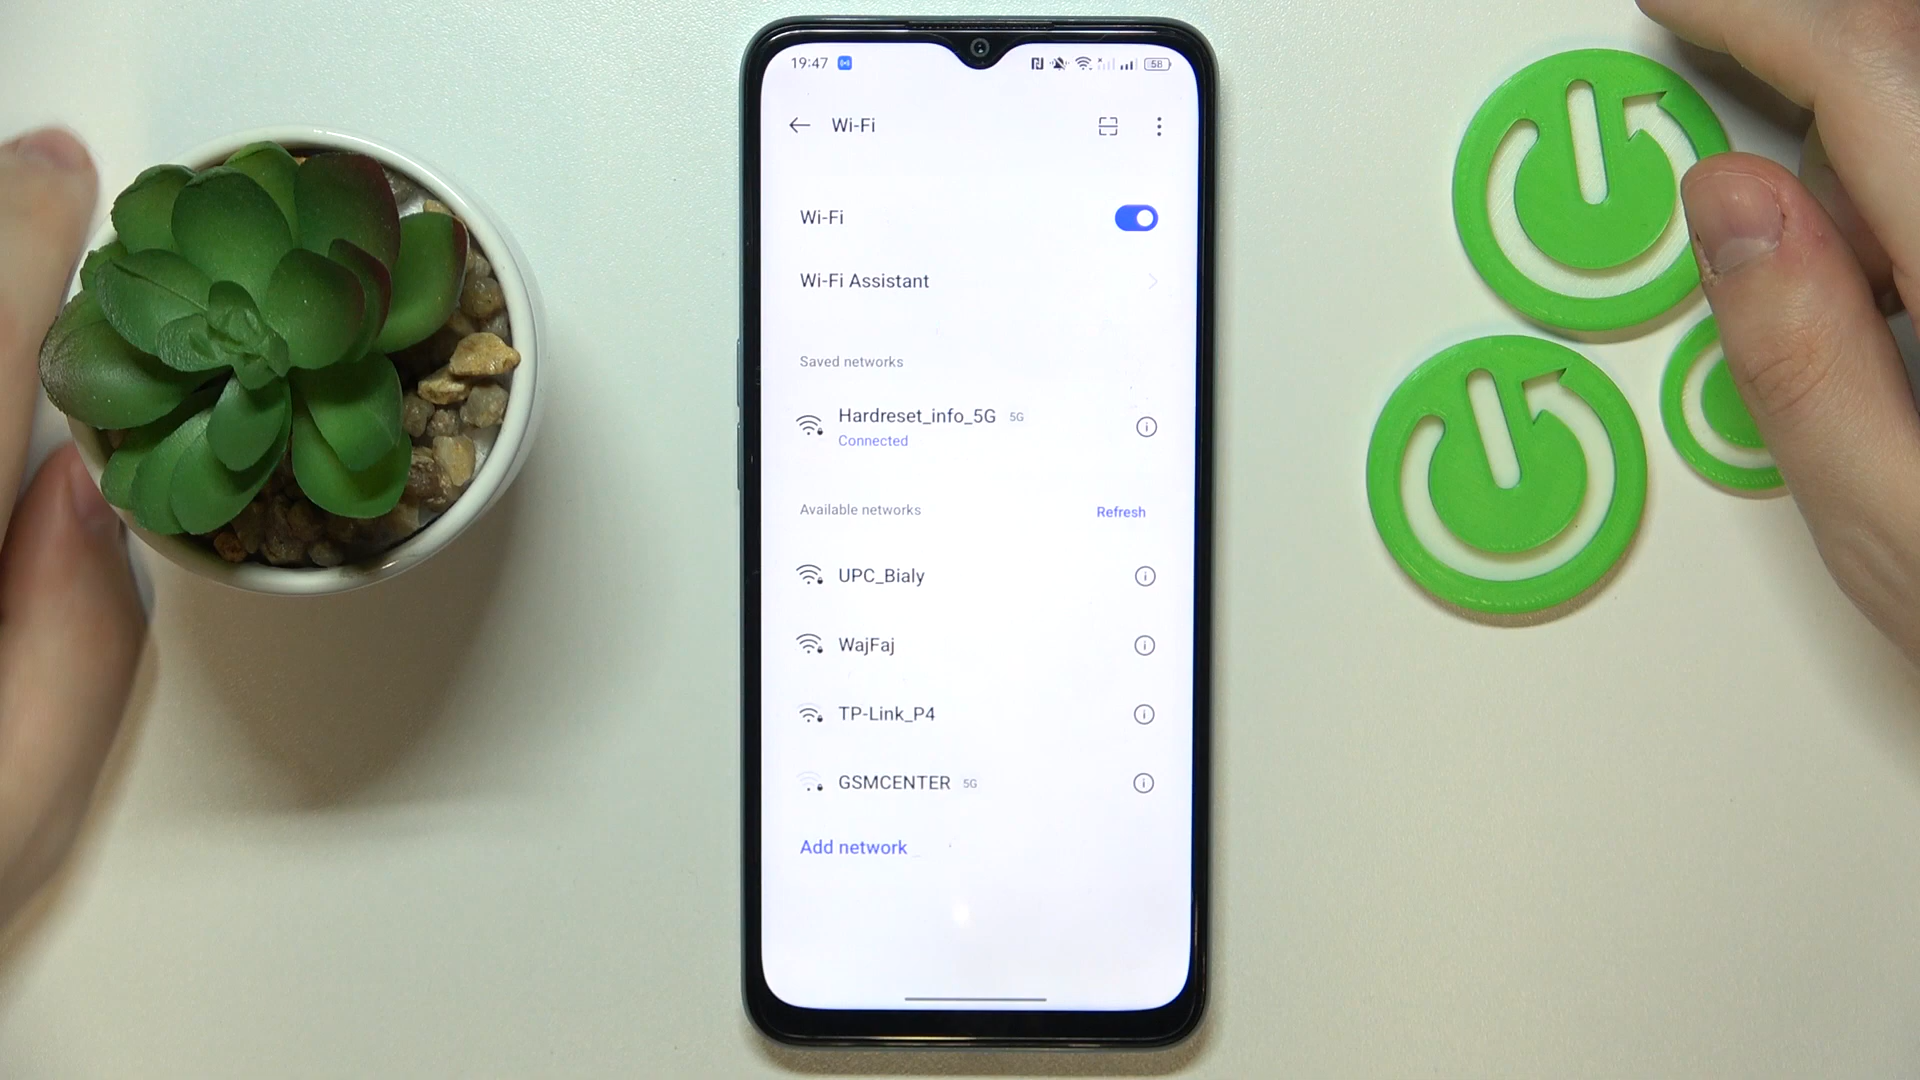 19:47
58
Wi-Fi
Wi-Fi
Wi-Fi Assistant
Saved networks
Hardreset_info_5G 5G
Connected
Available networks Refresh
UPC_Bialy
WajFaj
TP-Link_P4
GSMCENTER 5G
Add network